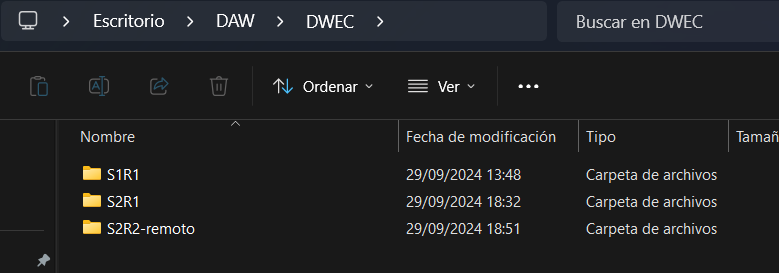 Escritorio > DAW > DWEC >
Buscar en DWEC
Ordenar
Ver
Nombre Fecha de modificación Tipo Tamañ
S1R1 29/09/2024 13:48 Carpeta de archivos
S2R1 29/09/2024 18:32 Carpeta de archivos
S2R2-remoto 29/09/2024 18:51 Carpeta de archivos